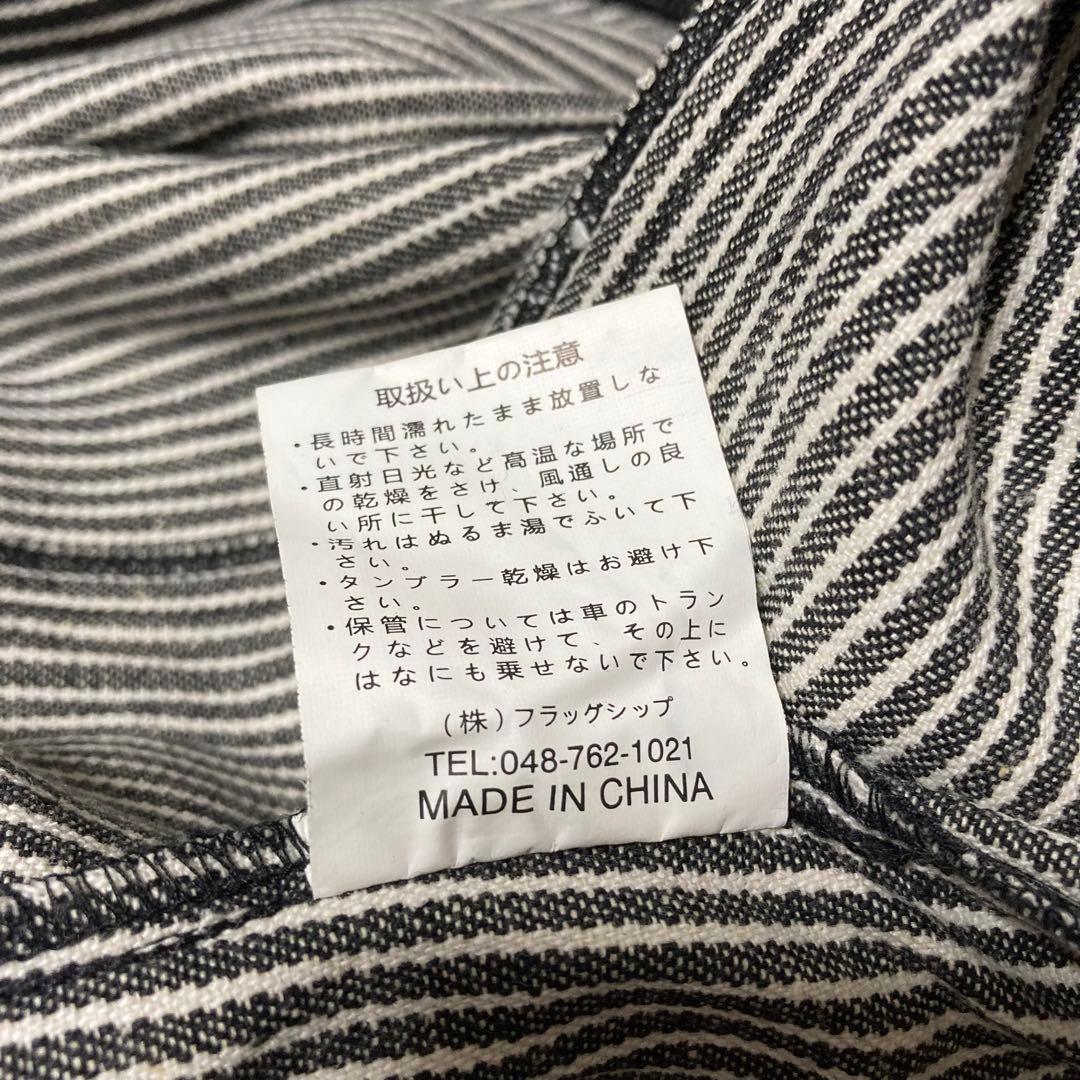 取扱い上の注意
・長時間濡れたまま放置しな
いで下さい。
・直射日光など高温な場所で
の乾燥をさけ、風通しの良
い所に干して下さい。
・汚れはぬるま湯でふいて下
さい。
・タンブラー乾燥はお避け下
さい。
・保管については車のトラン
クなどを避けて、その上に
はなにも乗せないで下さい。
(株)フラッグシップ
TEL:048-762-1021
MADE IN CHINA